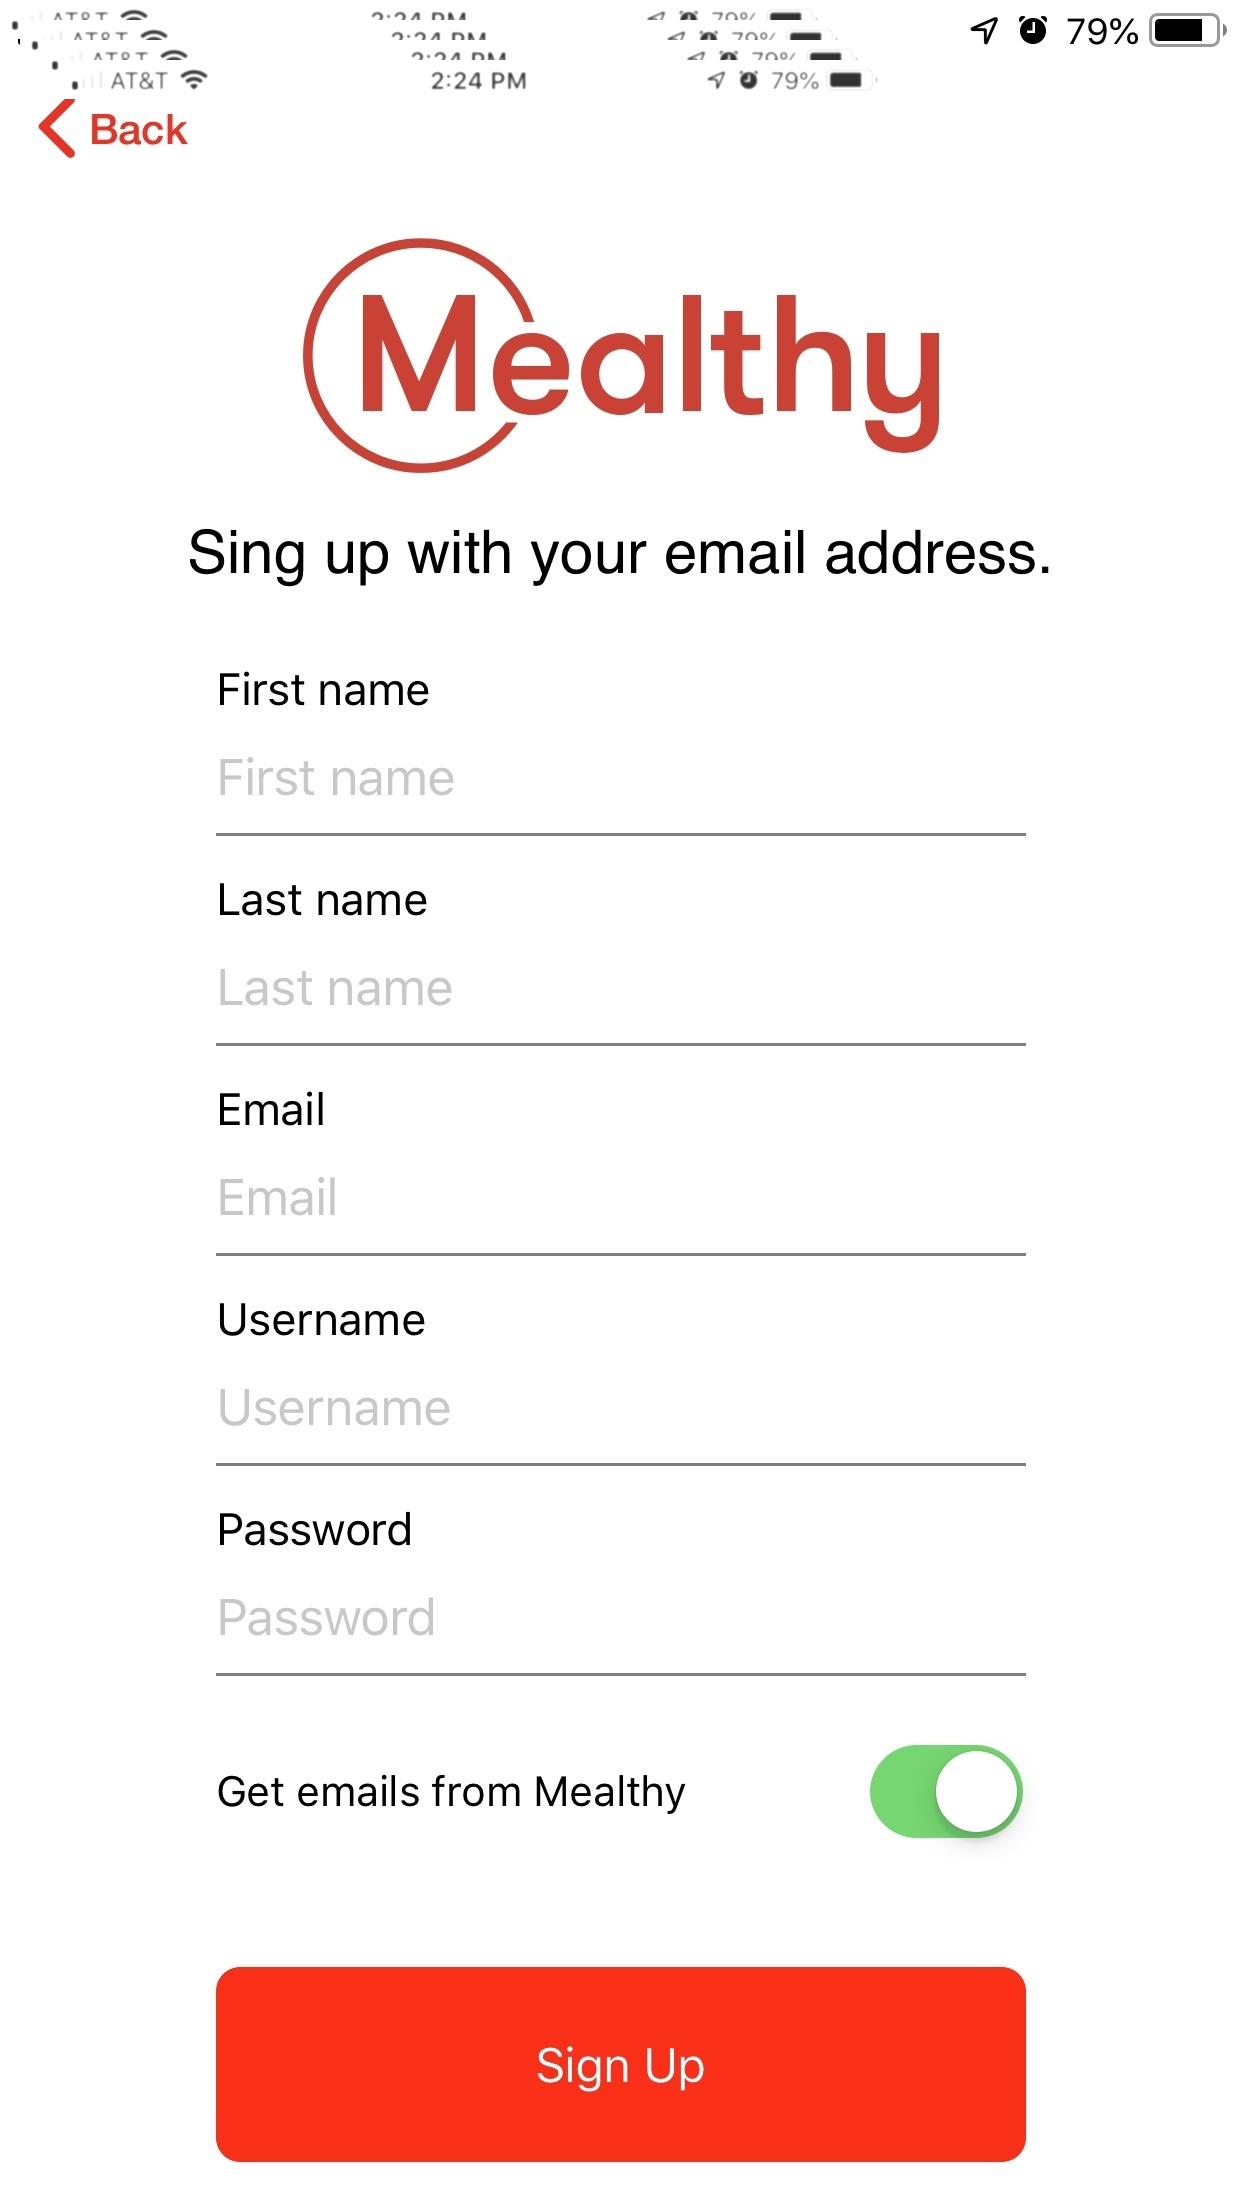 79%
AT&T 2:24 PM 79%
Back
Mealthy
Sing up with your email address.
First name
First name
Last name
Last name
Email
Email
Username
Username
Password
Password
Get emails from Mealthy
Sign Up